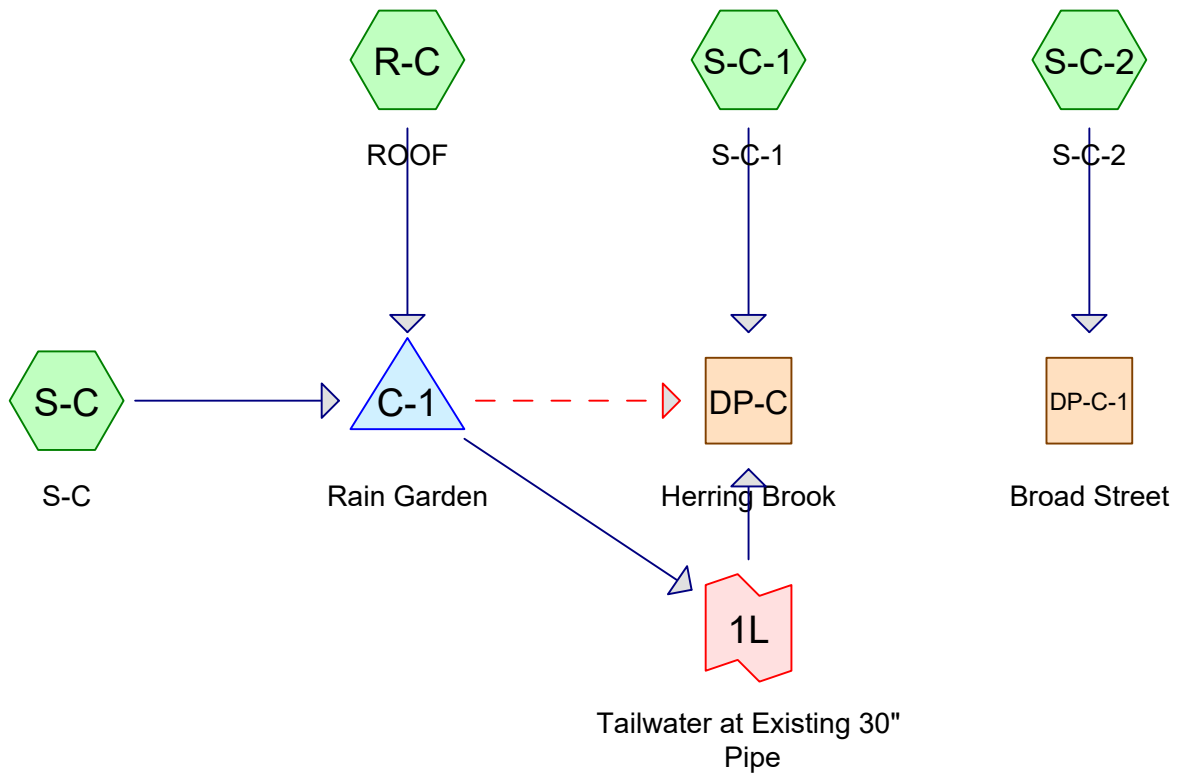 R-C
S-C-1
S-C-2
ROOF
S-C-1
S-C-2
S-C
C-1
DP-C
DP-C-1
S-C
Rain Garden
Herring Brook
Broad Street
1L
Tailwater at Existing 30"
Pipe